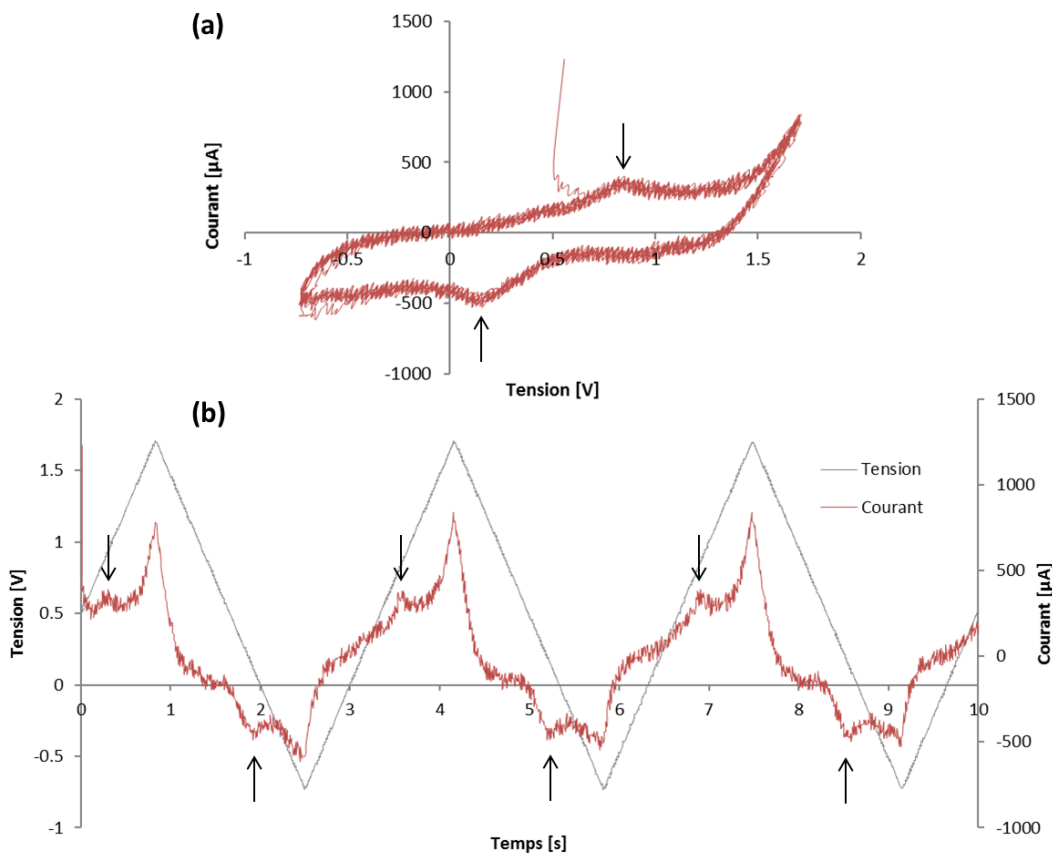 (a)
1500
1000
500
0
-500
-1000
Courant [µA]
-1 -0.5 0 0.5 1 1.5 2
Tension [V]
(b)
2
1.5
1
0.5
0
-0.5
-1
Tension [V]
1500
1000
500
0
-500
-1000
Courant [µA]
Tension
Courant
0 1 2 3 4 5 6 7 8 9 10
Temps [s]